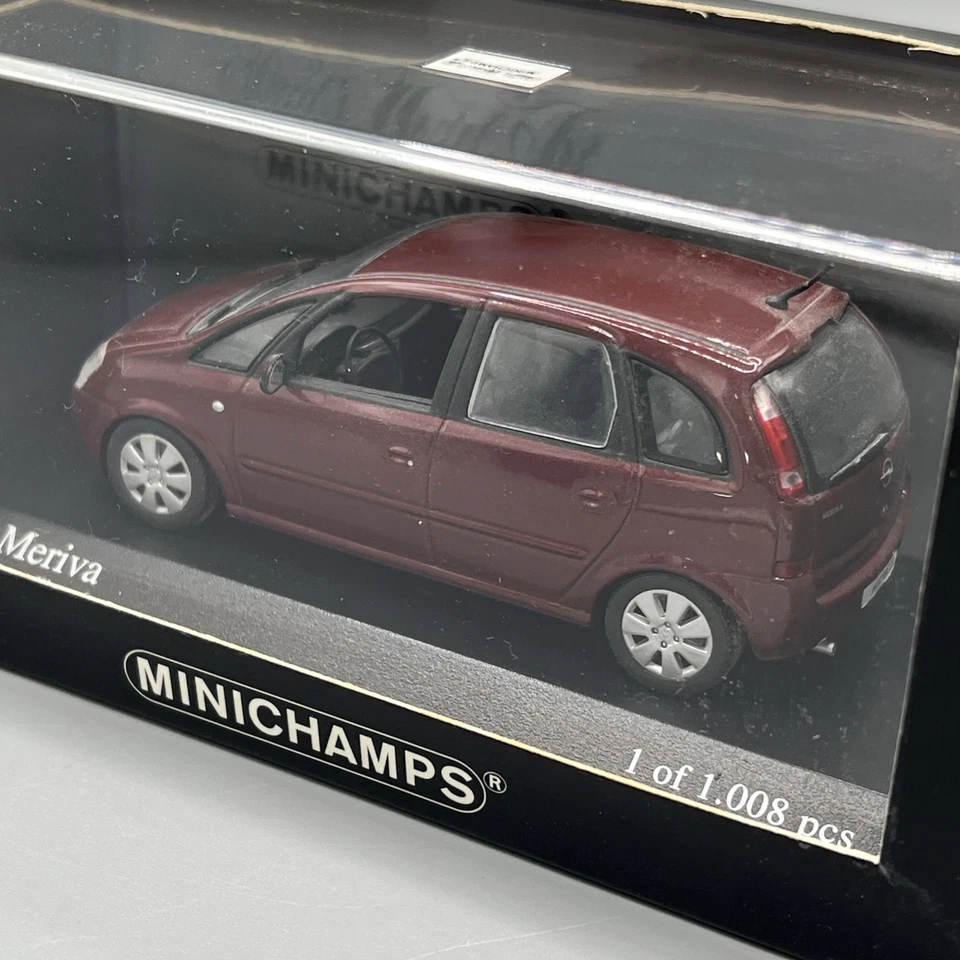 MINICHAMPS
Meriva
MINICHAMPS®
1 of 1.008 pcs